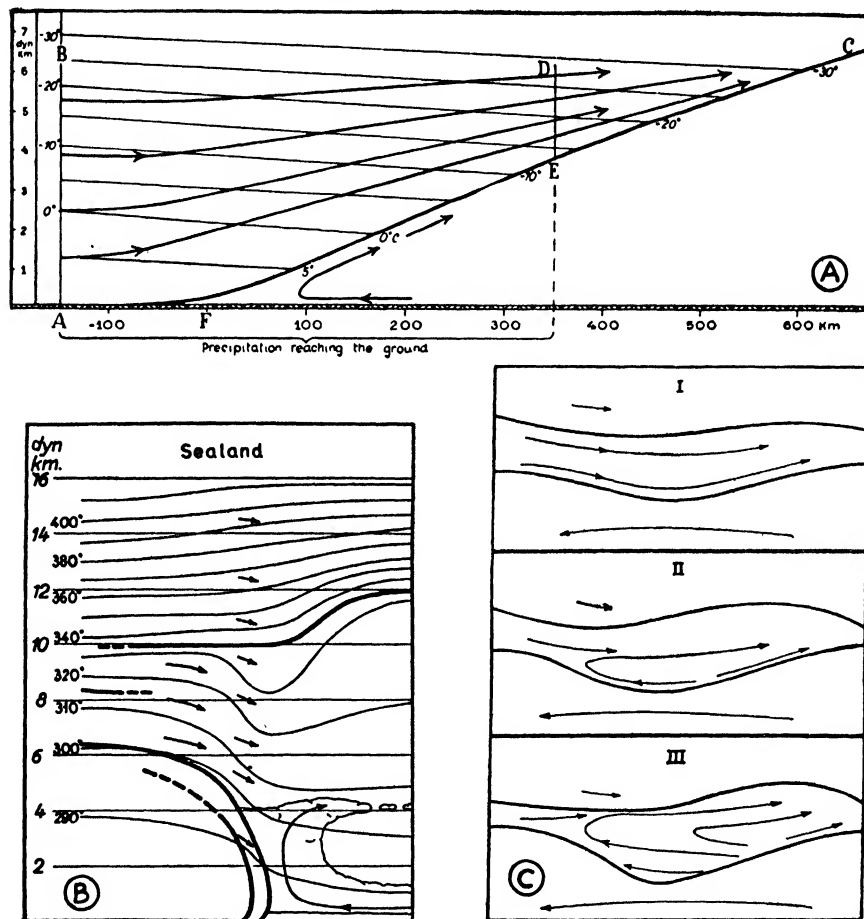 7
dyn
Km
6
5
4
3
2
1
B
-30°
-20°
-10°
0°
D
C
-30°
-20°
E
-10°
0°C
5°
A
A -100 F 100 200 300 400 500 600 Km
Precipitation reaching the ground
dyn
km.
Sealand
16
14
12
10
8
6
4
2
400°
380°
360°
340°
320°
310°
300°
290°
B
I
II
III
C